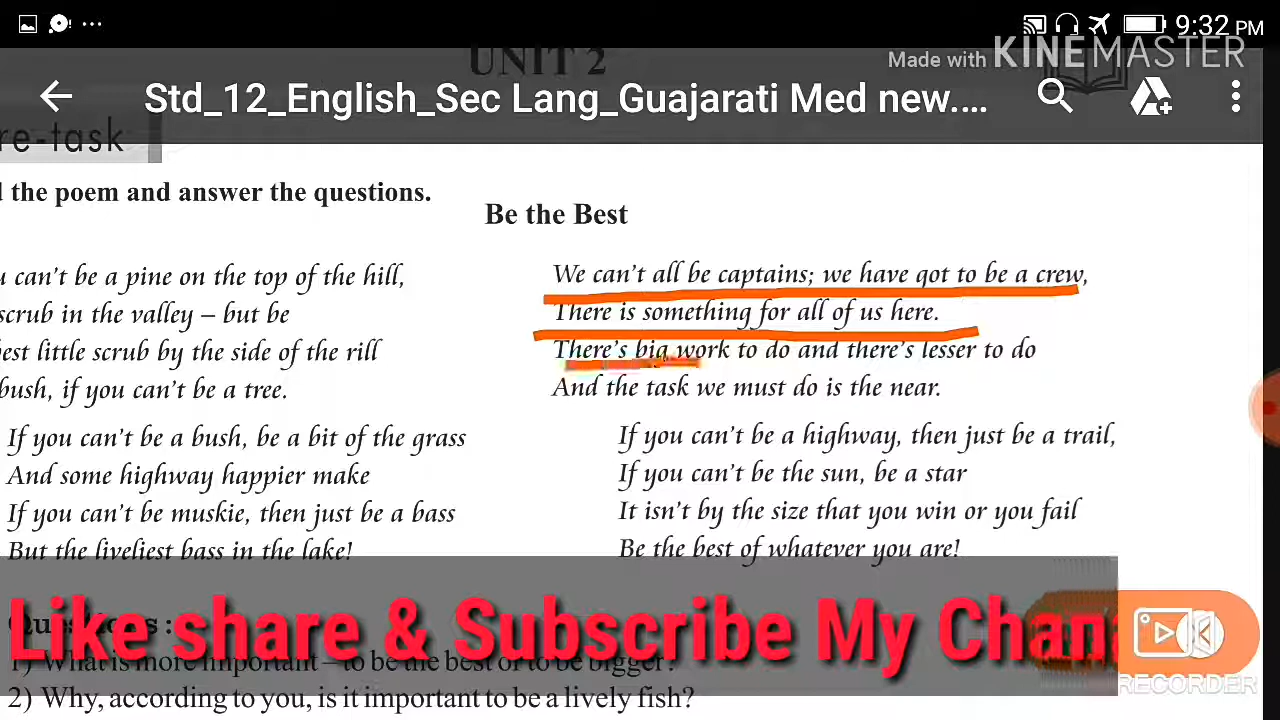 9:32 PM
UNIT 2
Made with KINEMASTER
Std_12_English_Sec Lang_Guajarati Med new....
re-task
the poem and answer the questions.
Be the Best
can't be a pine on the top of the hill,
scrub in the valley – but be
best little scrub by the side of the rill
bush, if you can't be a tree.
If you can't be a bush, be a bit of the grass
And some highway happier make
If you can't be muskie, then just be a bass
But the liveliest bass in the lake!
We can't all be captains; we have got to be a crew,
There is something for all of us here.
There's big work to do and there's lesser to do
And the task we must do is the near.
If you can't be a highway, then just be a trail,
If you can't be the sun, be a star
It isn't by the size that you win or you fail
Be the best of whatever you are!
Like share & Subscribe My Chana
Questions :
1) What is more important – to be the best or to be bigger?
2) Why, according to you, is it important to be a lively fish?
RECORDER